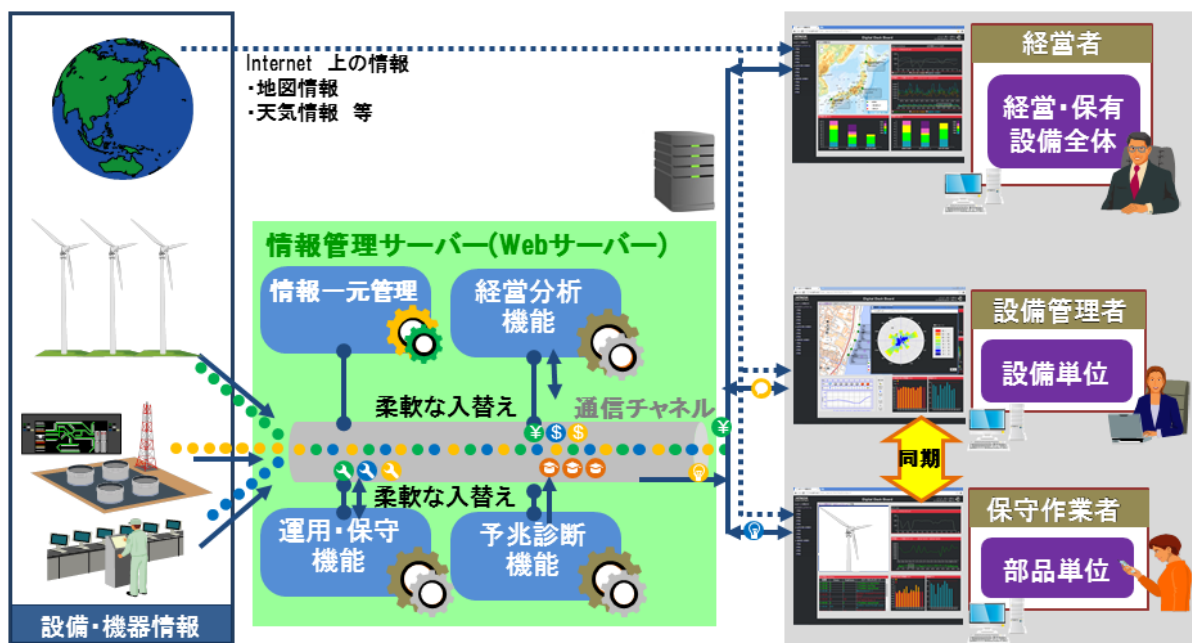 Internet 上の情報
・地図情報
・天気情報 等
情報管理サーバー(Webサーバー)
情報一元管理
経営分析
機能
柔軟な入替え
通信チャネル
¥ $ $
¥
柔軟な入替え
運用・保守
機能
予兆診断
機能
設備・機器情報
経営者
経営・保有
設備全体
設備管理者
設備単位
同期
保守作業者
部品単位